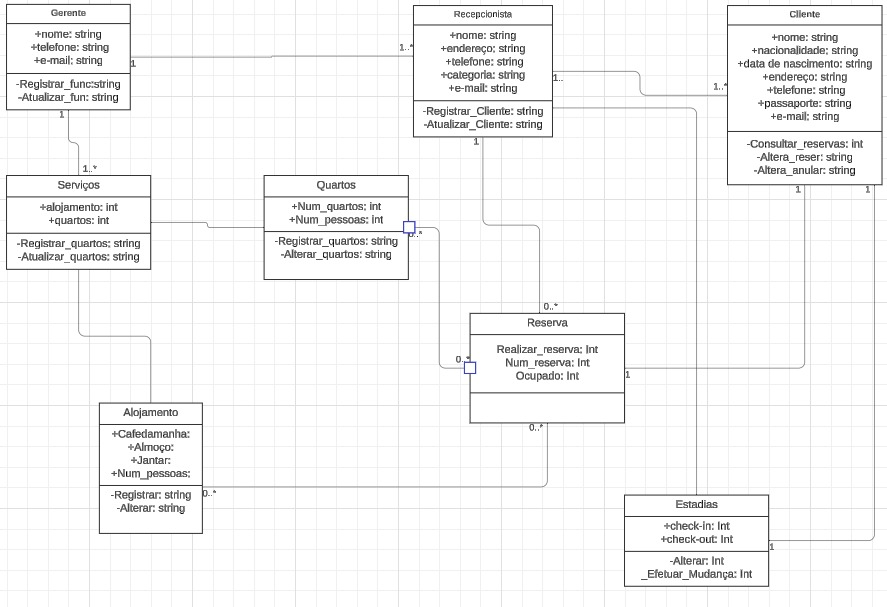 Gerente
+nome: string
+telefone: string
+e-mail; string
-Registrar_func:string
-Atualizar_fun: string
1
1
1..*
Recepcionista
+nome: string
+endereço; string
+telefone: string
+categoria: string
+e-mail: string
-Registrar_Cliente: string
-Atualizar_Cliente: string
1..
1
1..*
Cliente
+nome: string
+nacionalidade; string
+data de nascimento: string
+endereço: string
+telefone: string
+passaporte: string
+e-mail; string
-Consultar_reservas: int
-Altera_reser: string
-Altera_anular: string
1
1
1..*
Serviços
+alojamento: int
+quartos: int
-Registrar_quartos; string
-Atualizar_quartos: string
Quartos
+Num_quartos; int
+Num_pessoas; int
-Registrar_quartos: string
-Alterar_quartos: string
0..*
0..*
Reserva
Realizar_reserva; Int
Num_reserva: Int
Ocupado: Int
0..*
1
0..*
Alojamento
+Cafedamanha:
+Almoço:
+Jantar:
+Num_pessoas;
-Registrar: string
-Alterar: string
0..*
Estadias
+check-in: Int
+check-out: Int
-Alterar: Int
_Efetuar_Mudança: Int
1